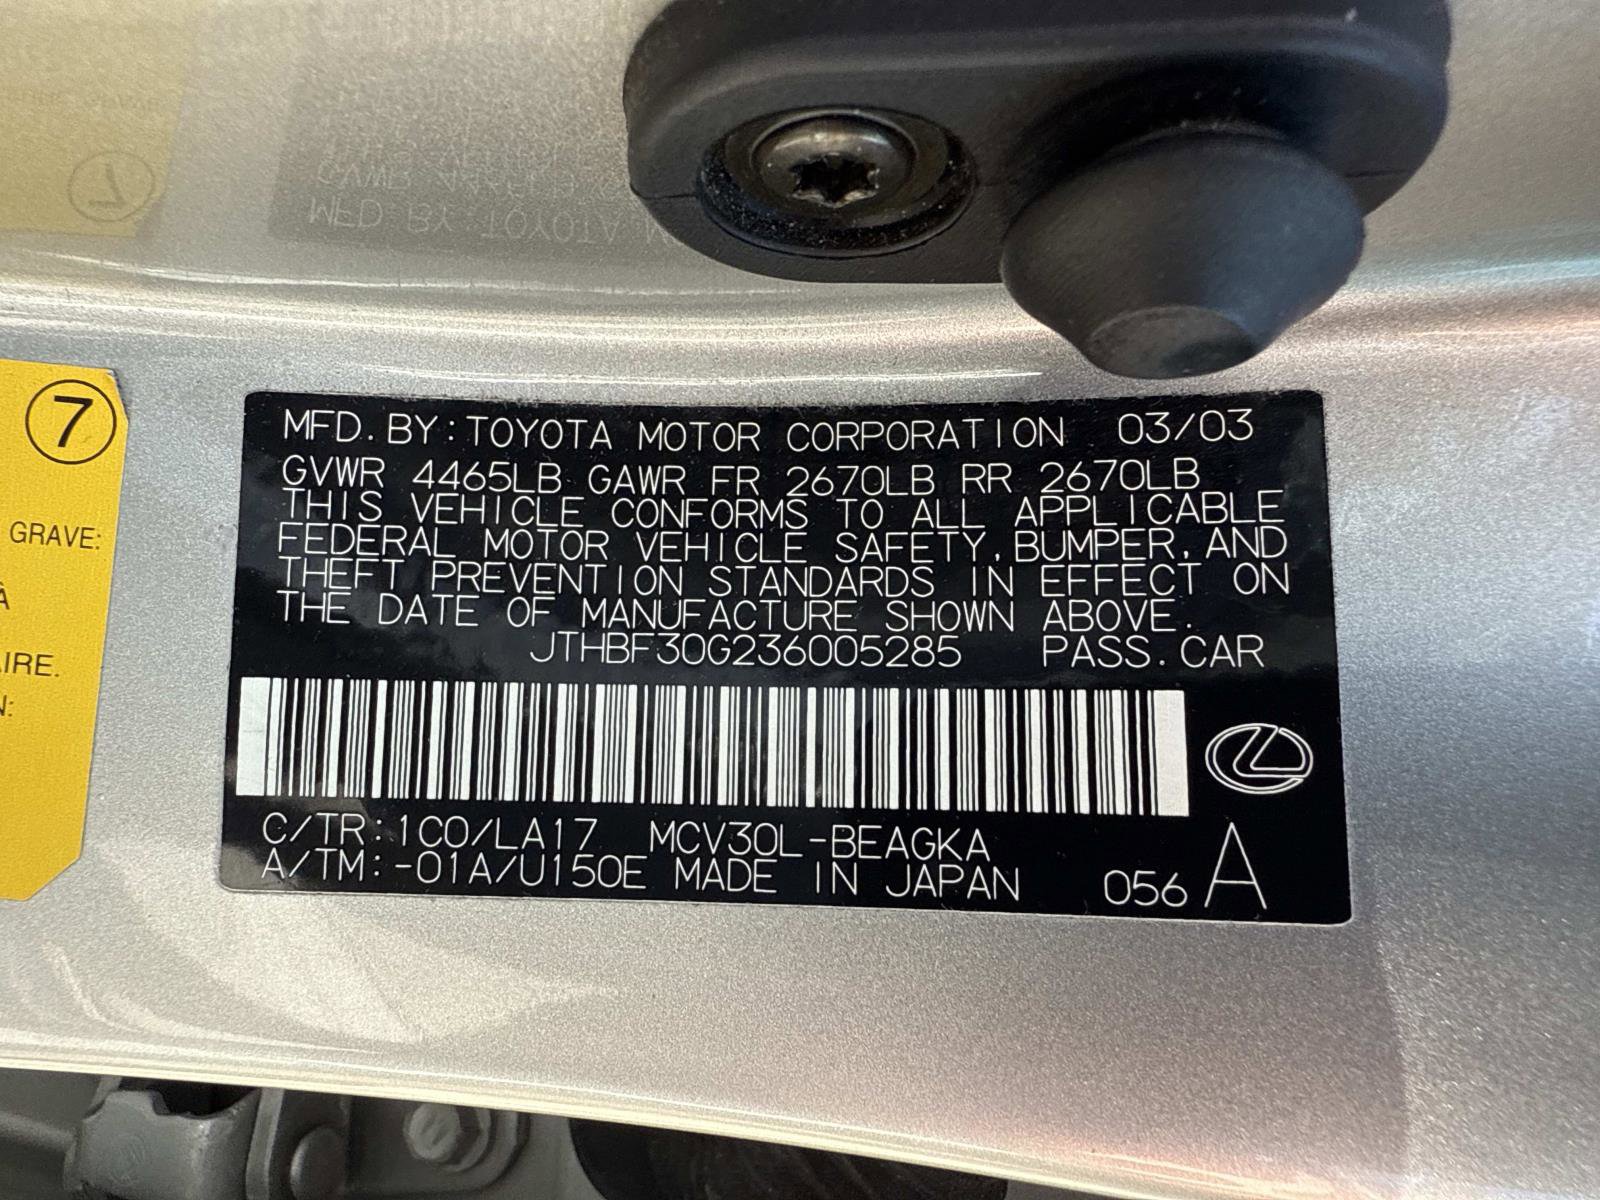 7
GRAVE:
À
IRE.
N:
MFD. BY: TOYOTA MOTOR CORPORATION 03/03
GVWR 4465LB GAWR FR 2670LB RR 2670LB
THIS VEHICLE CONFORMS TO ALL APPLICABLE
FEDERAL MOTOR VEHICLE SAFETY, BUMPER, AND
THEFT PREVENTION STANDARDS IN EFFECT ON
THE DATE OF MANUFACTURE SHOWN ABOVE.
JTHBF30G236005285 PASS. CAR
C/TR: 1C0/LA17 MCV30L-BEAGKA
A/TM: -01A/U150E MADE IN JAPAN 056 A